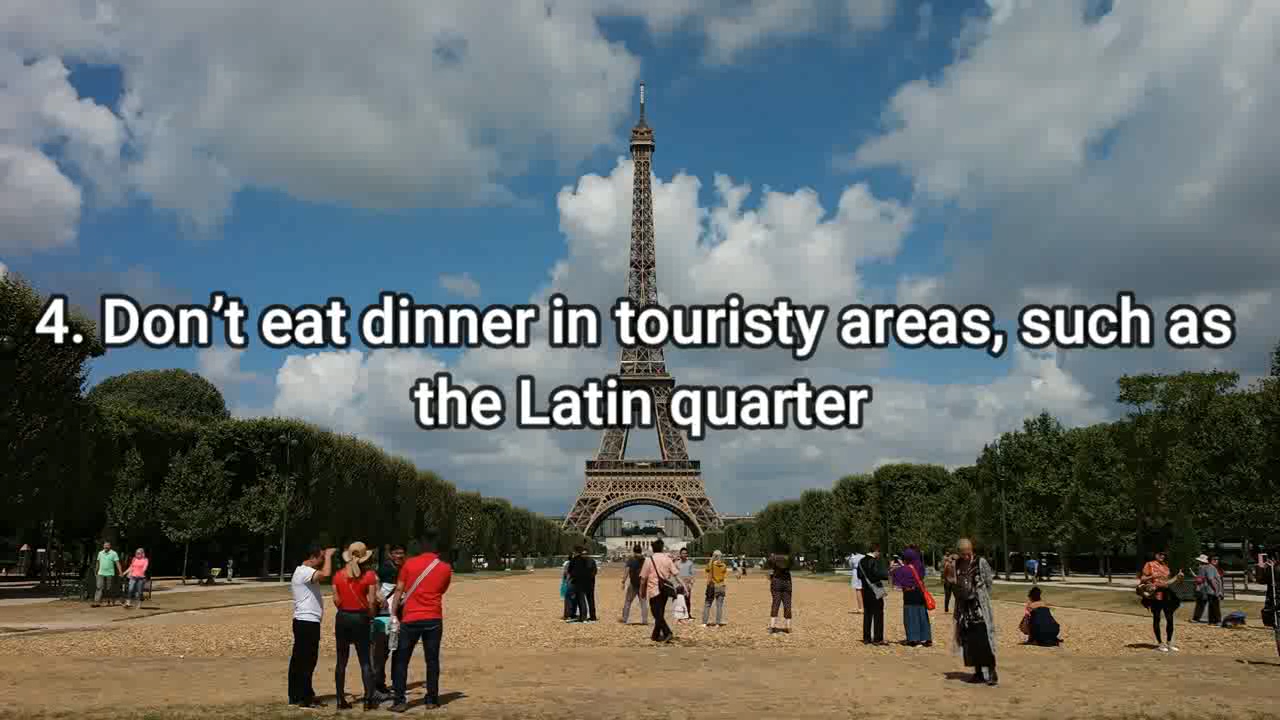 4. Don’t eat dinner in touristy areas, such as
the Latin quarter